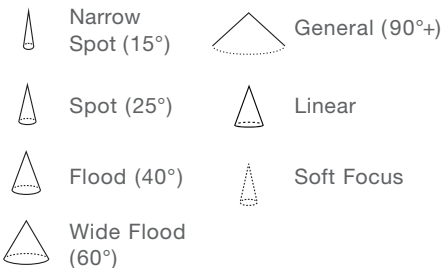 Narrow
Spot (15°)
Spot (25°)
Flood (40°)
Wide Flood
(60°)
General (90°+)
Linear
Soft Focus